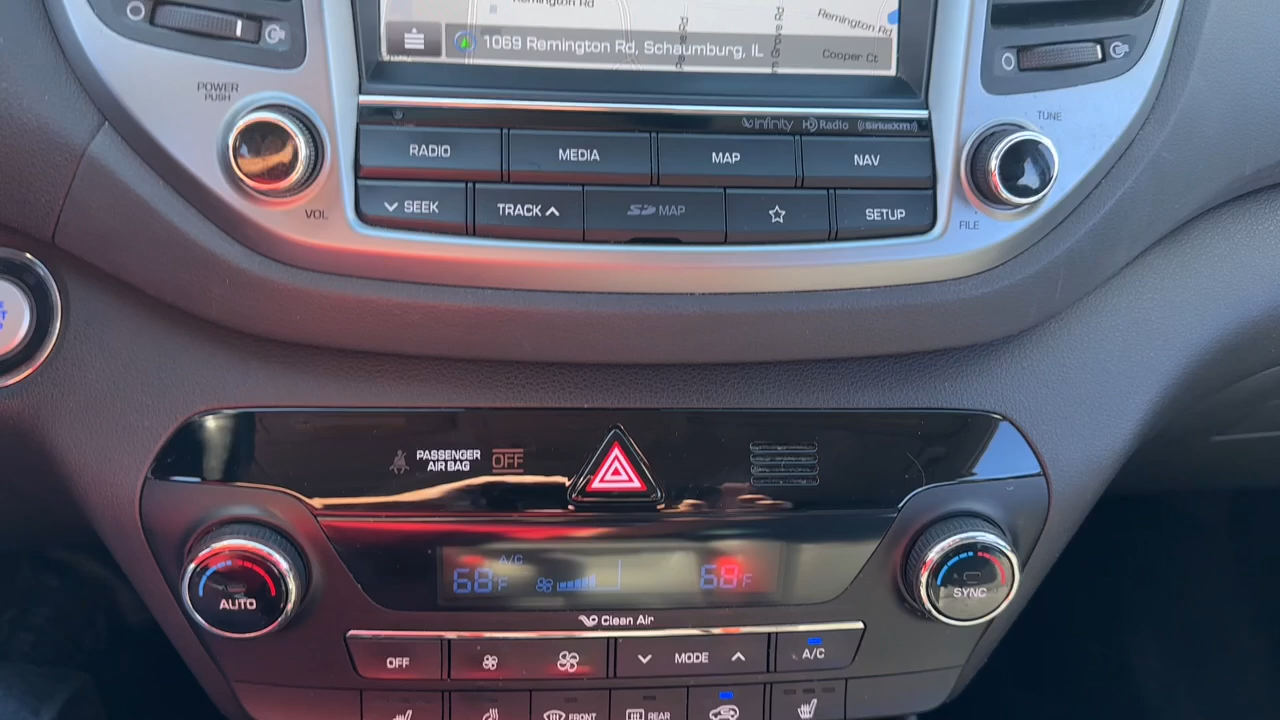 Remington Rd
Remington Rd
1069 Remington Rd, Schaumburg, IL
Cooper Ct
POWER
PUSH
VOL
infinity HD Radio ((SiriusXM))
TUNE
FILE
RADIO MEDIA MAP NAV
SEEK TRACK SD MAP SETUP
PASSENGER
AIR BAG OFF
A/C
68°F 68°F
AUTO
SYNC
Clean Air
OFF MODE A/C
FRONT REAR